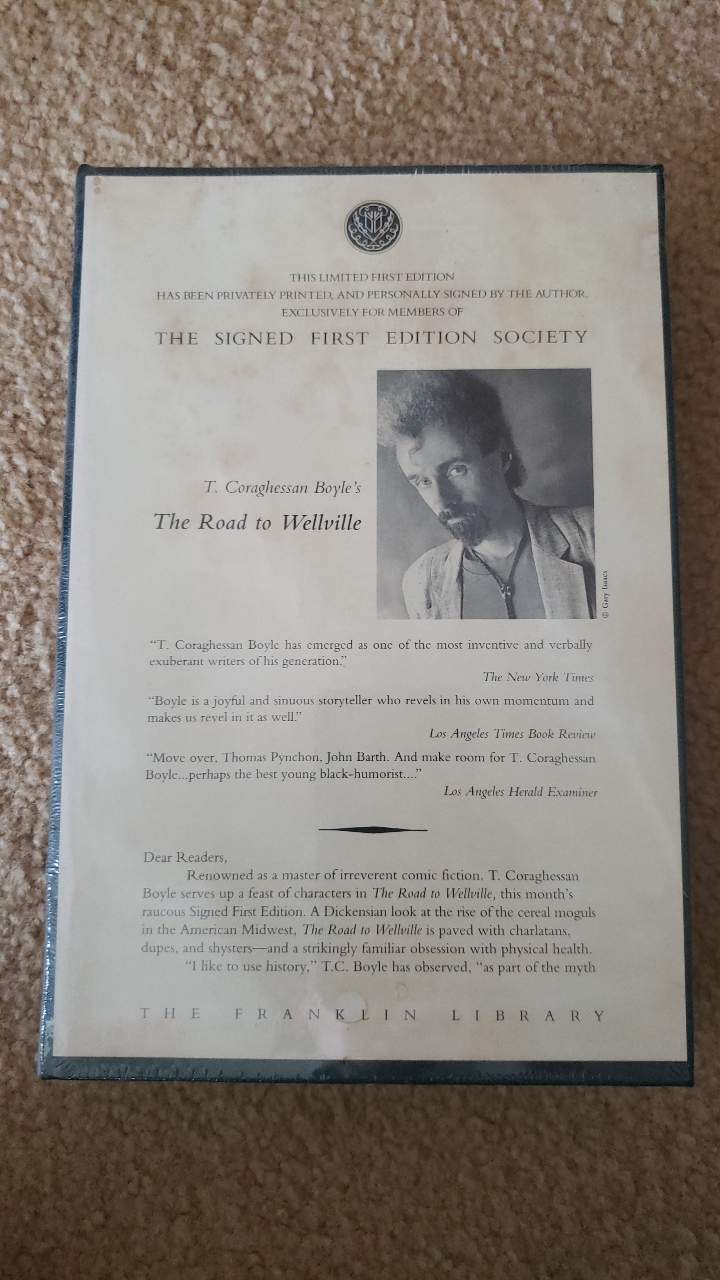 THIS LIMITED FIRST EDITION
HAS BEEN PRIVATELY PRINTED, AND PERSONALLY SIGNED BY THE AUTHOR,
EXCLUSIVELY FOR MEMBERS OF
THE SIGNED FIRST EDITION SOCIETY
T. Coraghessan Boyle's
The Road to Wellville
© Gary Isaacs
“T. Coraghessan Boyle has emerged as one of the most inventive and verbally
exuberant writers of his generation.”
The New York Times
“Boyle is a joyful and sinuous storyteller who revels in his own momentum and
makes us revel in it as well.”
Los Angeles Times Book Review
“Move over, Thomas Pynchon, John Barth. And make room for T. Coraghessan
Boyle...perhaps the best young black-humorist....”
Los Angeles Herald Examiner
Dear Readers,
Renowned as a master of irreverent comic fiction, T. Coraghessan
Boyle serves up a feast of characters in The Road to Wellville, this month's
raucous Signed First Edition. A Dickensian look at the rise of the cereal moguls
in the American Midwest, The Road to Wellville is paved with charlatans,
dupes, and shysters—and a strikingly familiar obsession with physical health.
“I like to use history,” T.C. Boyle has observed, “as part of the myth
THE FRANKLIN LIBRARY